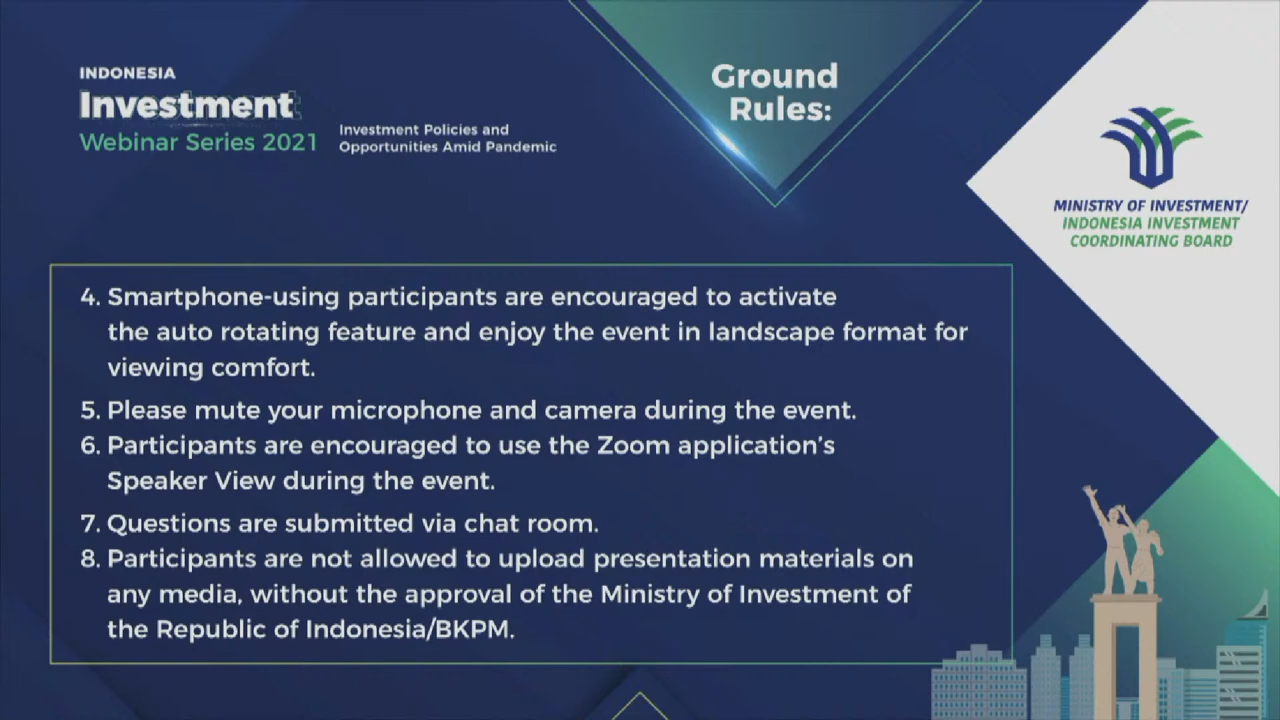 INDONESIA
Investment
Webinar Series 2021
Investment Policies and
Opportunities Amid Pandemic
Ground
Rules:
MINISTRY OF INVESTMENT/
INDONESIA INVESTMENT
COORDINATING BOARD
4. Smartphone-using participants are encouraged to activate
the auto rotating feature and enjoy the event in landscape format for
viewing comfort.
5. Please mute your microphone and camera during the event.
6. Participants are encouraged to use the Zoom application's
Speaker View during the event.
7. Questions are submitted via chat room.
8. Participants are not allowed to upload presentation materials on
any media, without the approval of the Ministry of Investment of
the Republic of Indonesia/BKPM.